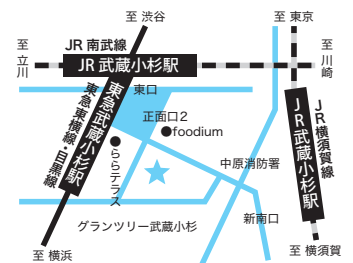 至 渋谷
至 東京
至 立川
JR 南武線
JR 武蔵小杉駅
至 川崎
東口
正面口2
foodium
東急武蔵小杉駅
東急東横線・目黒線
ららテラス
中原消防署
JR横須賀線
JR武蔵小杉駅
グランツリー武蔵小杉
新南口
至 横浜
至 横須賀